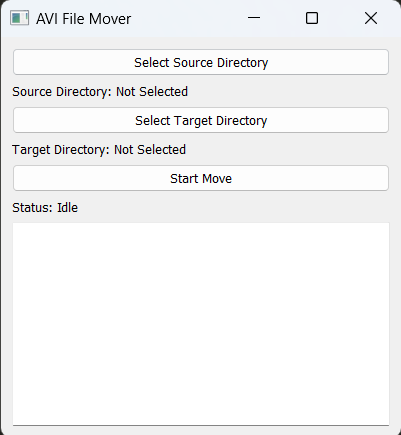 AVI File Mover
Select Source Directory
Source Directory: Not Selected
Select Target Directory
Target Directory: Not Selected
Start Move
Status: Idle